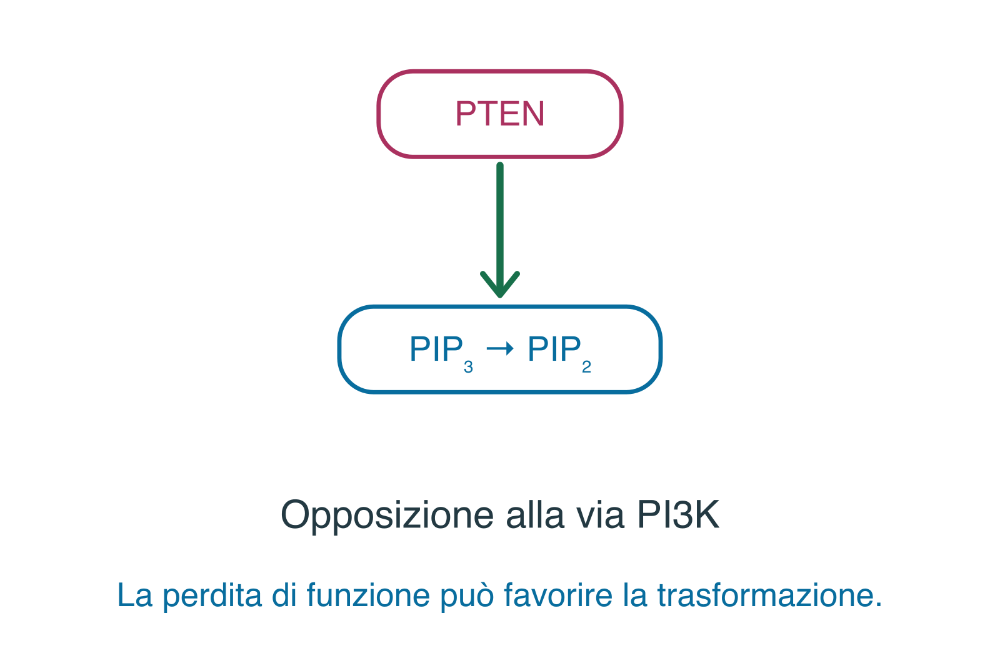 PTEN
PIP₃ → PIP₂
Opposizione alla via PI3K
La perdita di funzione può favorire la trasformazione.